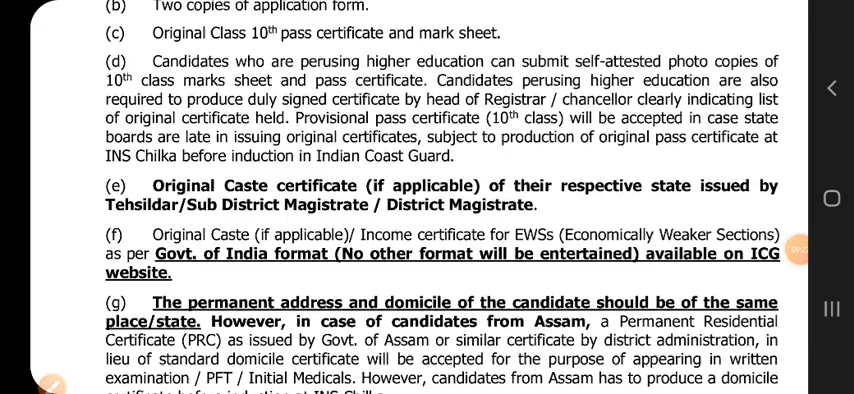 (b) Two copies of application form.
(c) Original Class 10th pass certificate and mark sheet.
(d) Candidates who are perusing higher education can submit self-attested photo copies of
10th class marks sheet and pass certificate. Candidates perusing higher education are also
required to produce duly signed certificate by head of Registrar / chancellor clearly indicating list
of original certificate held. Provisional pass certificate (10th class) will be accepted in case state
boards are late in issuing original certificates, subject to production of original pass certificate at
INS Chilka before induction in Indian Coast Guard.
(e) Original Caste certificate (if applicable) of their respective state issued by
Tehsildar/Sub District Magistrate / District Magistrate.
(f) Original Caste (if applicable)/ Income certificate for EWSs (Economically Weaker Sections)
as per Govt. of India format (No other format will be entertained) available on ICG
website.
(g) The permanent address and domicile of the candidate should be of the same
place/state. However, in case of candidates from Assam, a Permanent Residential
Certificate (PRC) as issued by Govt. of Assam or similar certificate by district administration, in
lieu of standard domicile certificate will be accepted for the purpose of appearing in written
examination / PFT / Initial Medicals. However, candidates from Assam has to produce a domicile